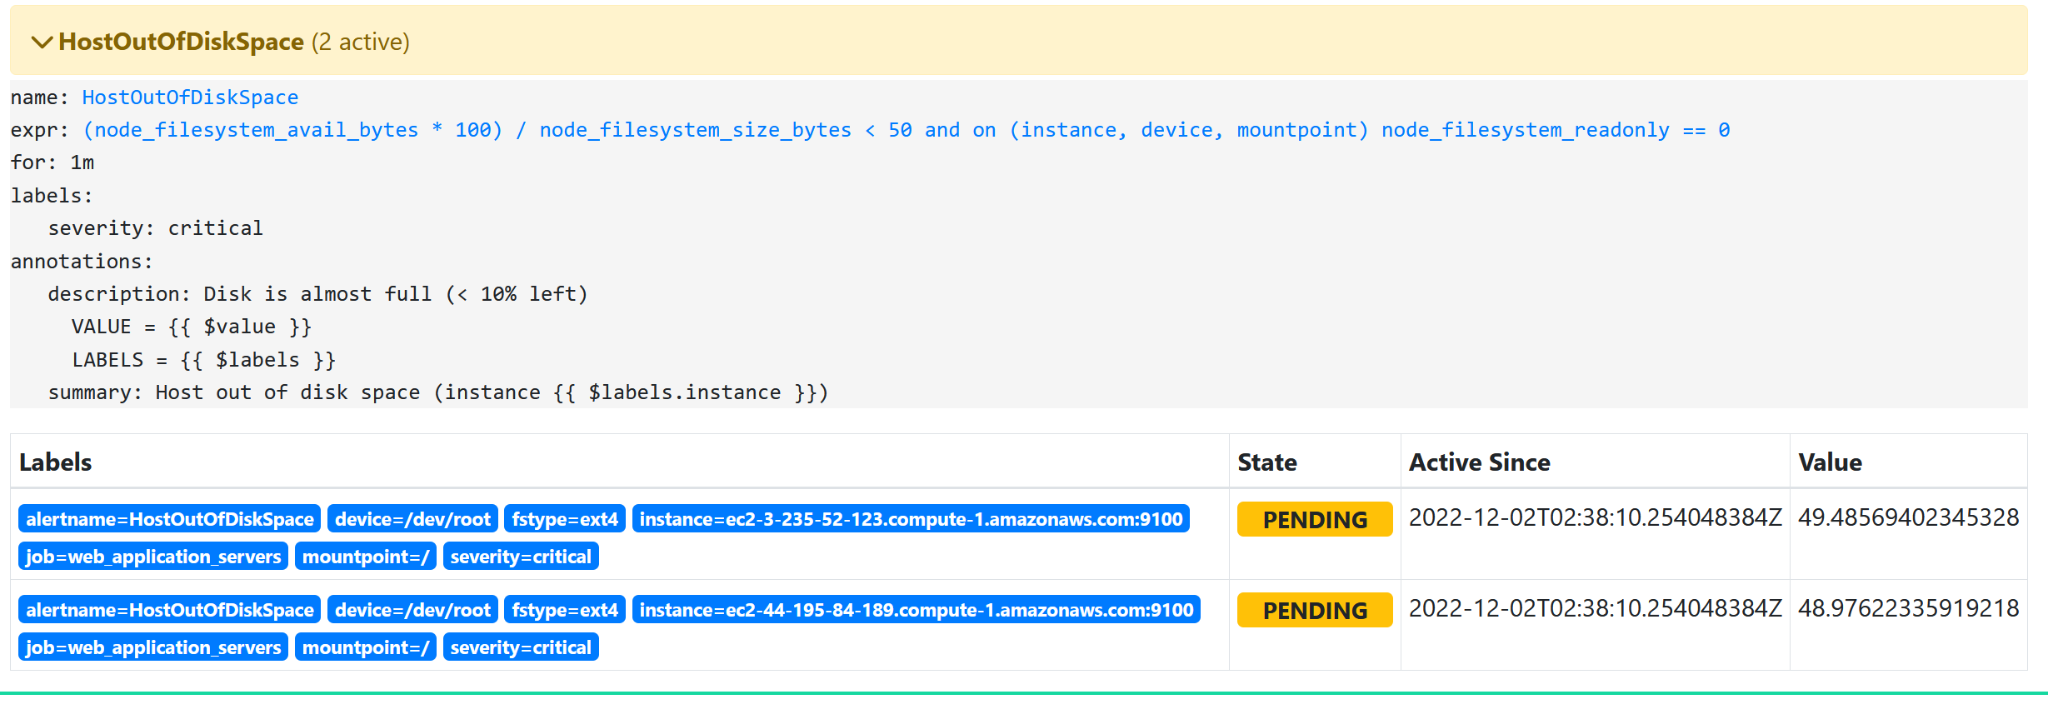 HostOutOfDiskSpace (2 active)
name: HostOutOfDiskSpace
expr: (node_filesystem_avail_bytes * 100) / node_filesystem_size_bytes < 50 and on (instance, device, mountpoint) node_filesystem_readonly == 0
for: 1m
labels:
severity: critical
annotations:
description: Disk is almost full (< 10% left)
VALUE = {{ $value }}
LABELS = {{ $labels }}
summary: Host out of disk space (instance {{ $labels.instance }})
Labels State Active Since Value
alertname=HostOutOfDiskSpace device=/dev/root fstype=ext4 instance=ec2-3-235-52-123.compute-1.amazonaws.com:9100 PENDING 2022-12-02T02:38:10.254048384Z 49.48569402345328
job=web_application_servers mountpoint=/ severity=critical
alertname=HostOutOfDiskSpace device=/dev/root fstype=ext4 instance=ec2-44-195-84-189.compute-1.amazonaws.com:9100 PENDING 2022-12-02T02:38:10.254048384Z 48.97622335919218
job=web_application_servers mountpoint=/ severity=critical